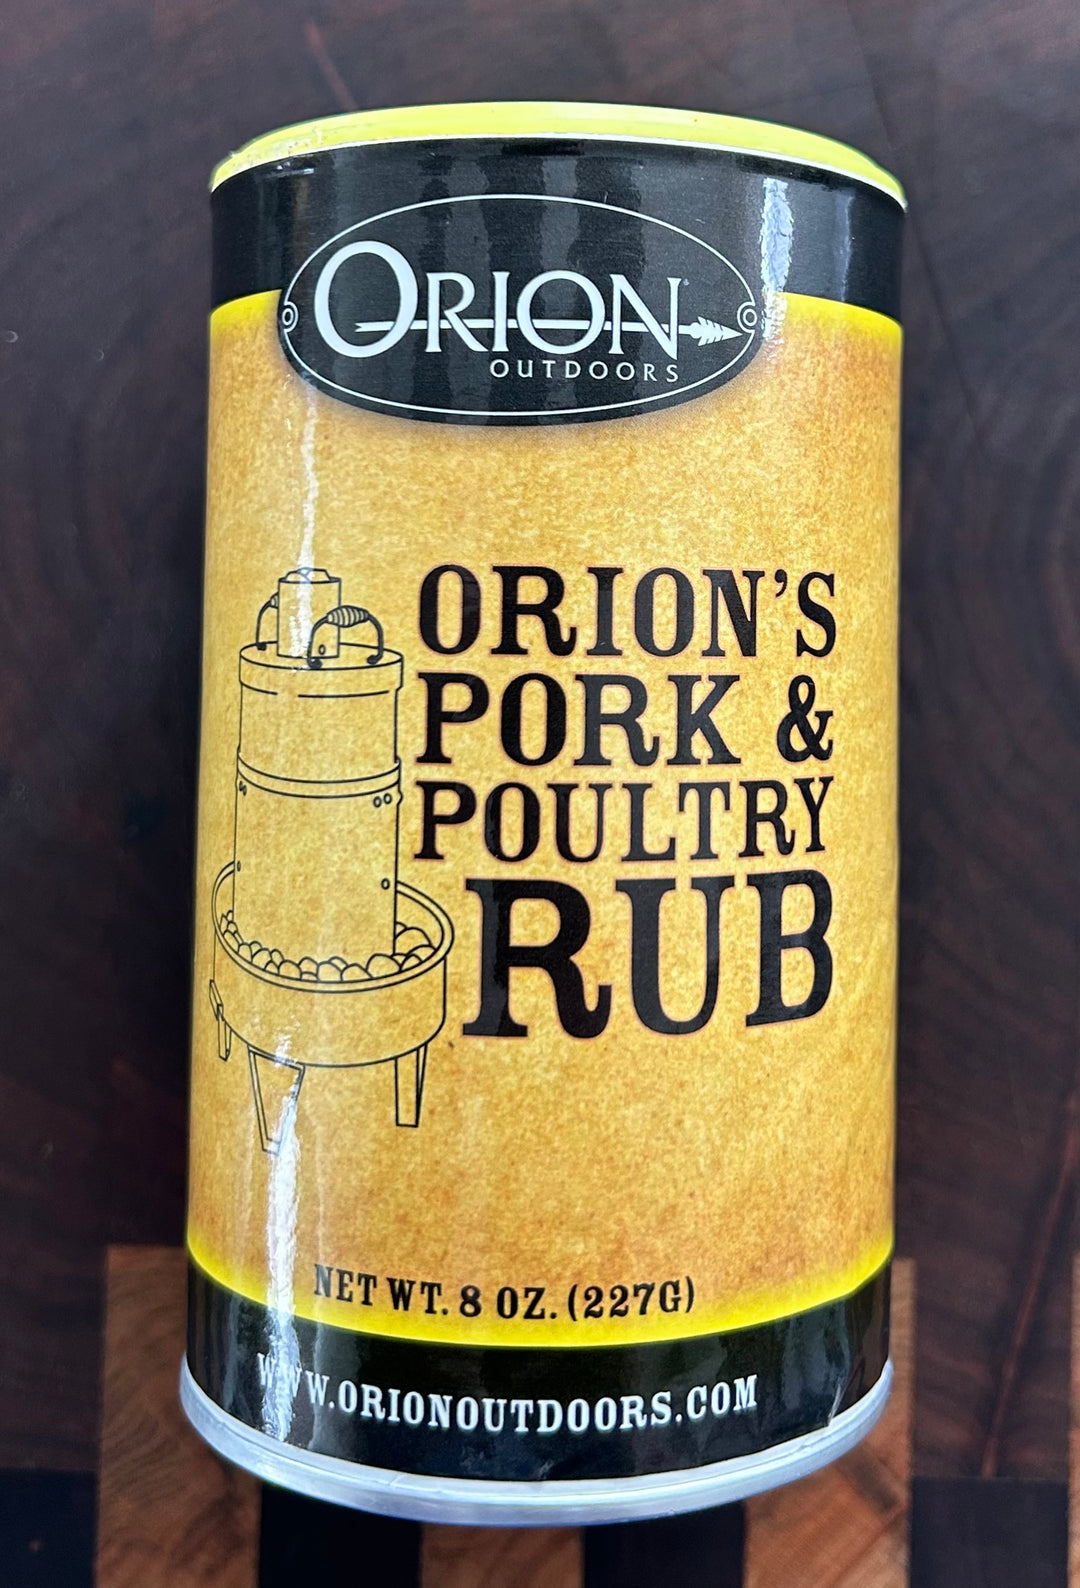 ORION
OUTDOORS
ORION'S
PORK &
POULTRY
RUB
NET WT. 8 OZ. (227G)
WWW.ORIONOUTDOORS.COM